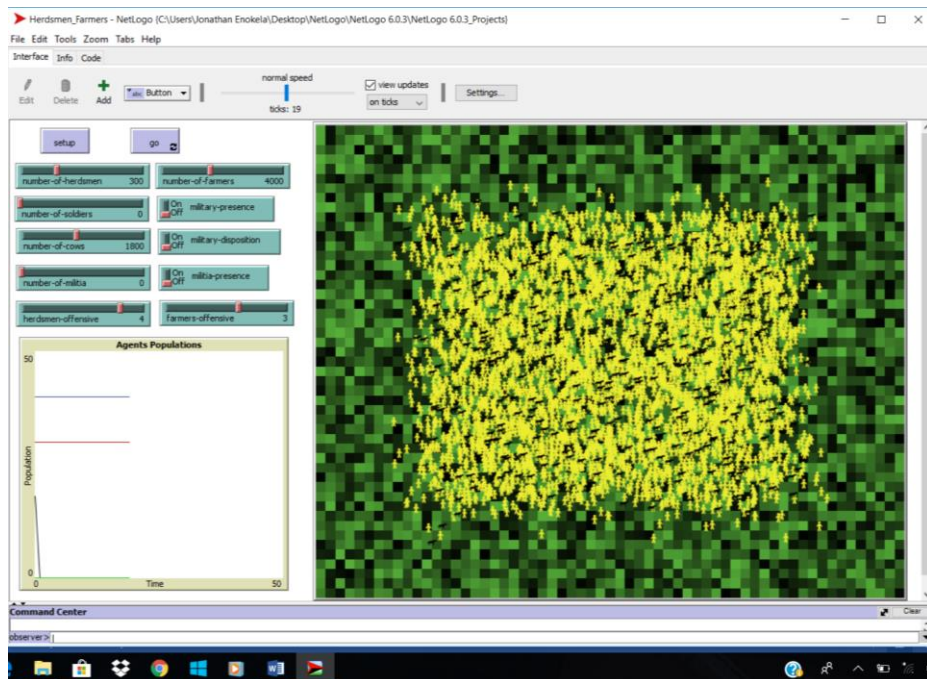 Herdsmen_Farmers - NetLogo {C:\Users\Jonathan Enokela\Desktop\NetLogo\NetLogo 6.0.3\NetLogo 6.0.3_Projects}
File Edit Tools Zoom Tabs Help
Interface Info Code
normal speed
Edit Delete Add
abc Button
view updates
on ticks
Settings...
ticks: 19
setup go
number-of-herdsmen 300 number-of-farmers 4000
number-of-soldiers 0 On Off military-presence
number-of-cows 1800 On Off military-disposition
number-of-militia 0 On Off militia-presence
herdsmen-offensive 4 farmers-offensive 3
Agents Populations
50
Population
0
0 Time 50
Command Center Clear
observer>